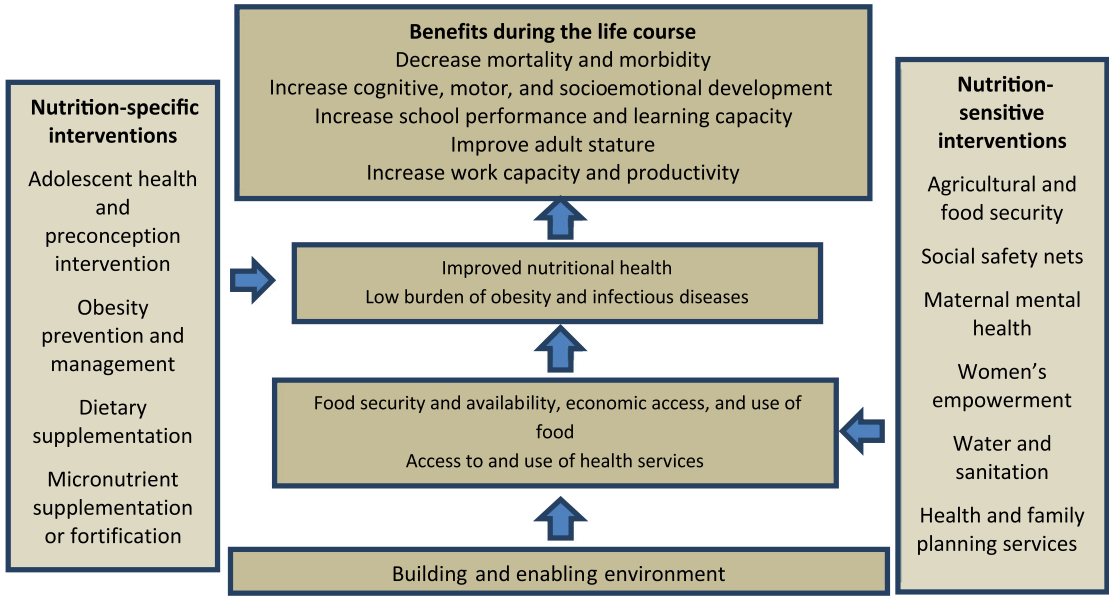 Benefits during the life course
Decrease mortality and morbidity
Increase cognitive, motor, and socioemotional development
Increase school performance and learning capacity
Improve adult stature
Increase work capacity and productivity
Nutrition-specific
interventions
Adolescent health
and
preconception
intervention
Obesity
prevention and
management
Dietary
supplementation
Micronutrient
supplementation
or fortification
Improved nutritional health
Low burden of obesity and infectious diseases
Food security and availability, economic access, and use of
food
Access to and use of health services
Building and enabling environment
Nutrition-
sensitive
interventions
Agricultural and
food security
Social safety nets
Maternal mental
health
Women's
empowerment
Water and
sanitation
Health and family
planning services